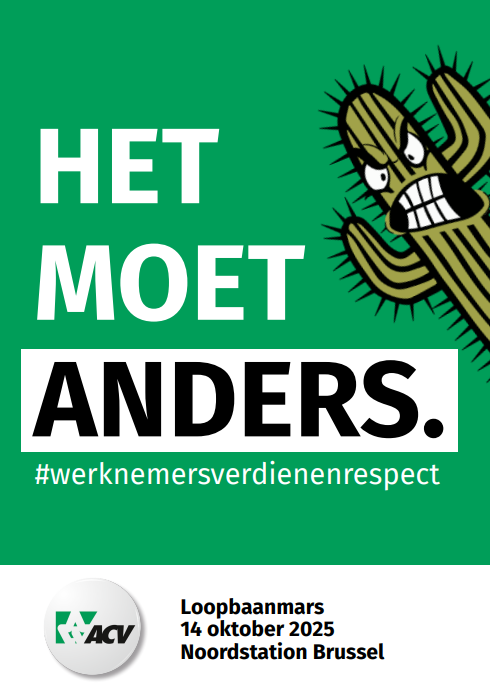 HET
MOET
ANDERS.
#werknemersverdienenrespect
ACV
Loopbaanmars
14 oktober 2025
Noordstation Brussel